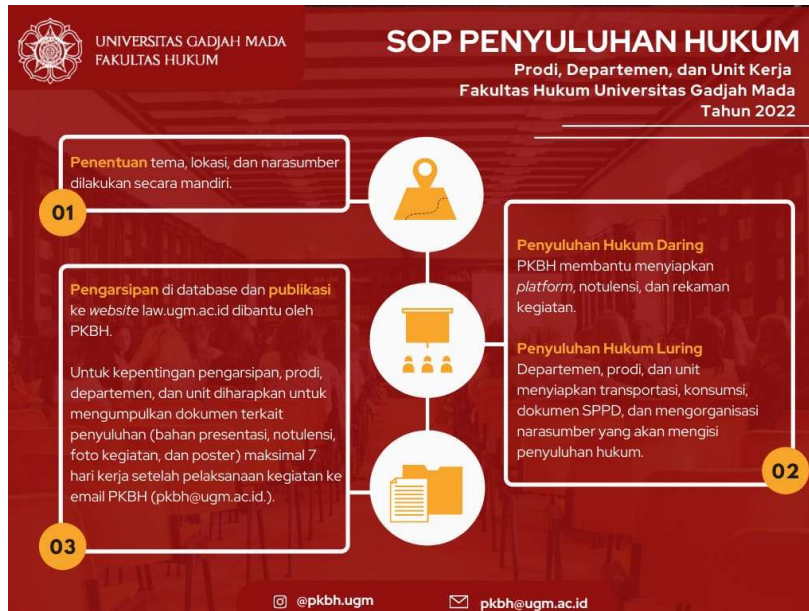 UNIVERSITAS GADJAH MADA
FAKULTAS HUKUM
SOP PENYULUHAN HUKUM
Prodi, Departemen, dan Unit Kerja
Fakultas Hukum Universitas Gadjah Mada
Tahun 2022
Penentuan tema, lokasi, dan narasumber
dilakukan secara mandiri.
01
Penyuluhan Hukum Daring
PKBH membantu menyiapkan
platform, notulensi, dan rekaman
kegiatan.
Penyuluhan Hukum Luring
Departemen, prodi, dan unit
menyiapkan transportasi, konsumsi,
dokumen SPPD, dan mengorganisasi
narasumber yang akan mengisi
penyuluhan hukum.
02
Pengarsipan di database dan publikasi
ke website law.ugm.ac.id dibantu oleh
PKBH.
Untuk kepentingan pengarsipan, prodi,
departemen, dan unit diharapkan untuk
mengumpulkan dokumen terkait
penyuluhan (bahan presentasi, notulensi,
foto kegiatan, dan poster) maksimal 7
hari kerja setelah pelaksanaan kegiatan ke
email PKBH (pkbh@ugm.ac.id.).
03
@pkbh.ugm
pkbh@ugm.ac.id